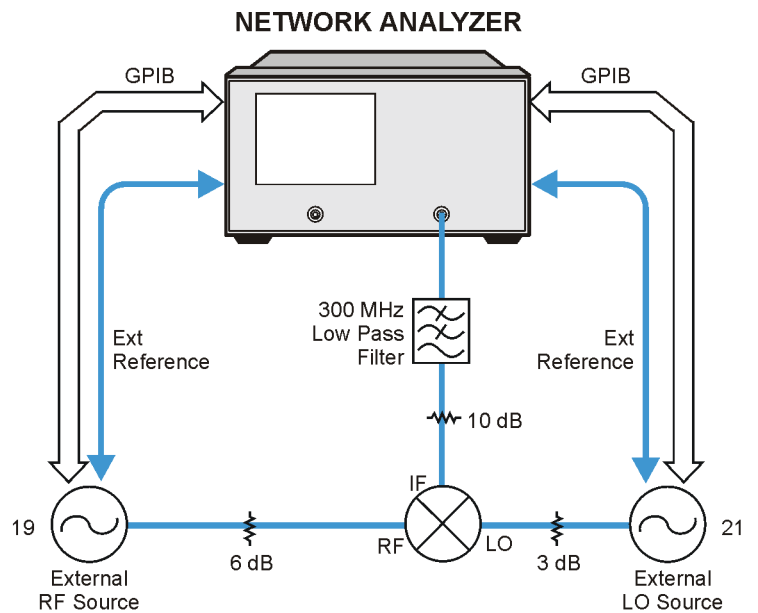 NETWORK ANALYZER
GPIB
GPIB
300 MHz
Low Pass
Filter
Ext
Reference
Ext
Reference
10 dB
IF
19
RF
LO
21
6 dB
3 dB
External
RF Source
External
LO Source